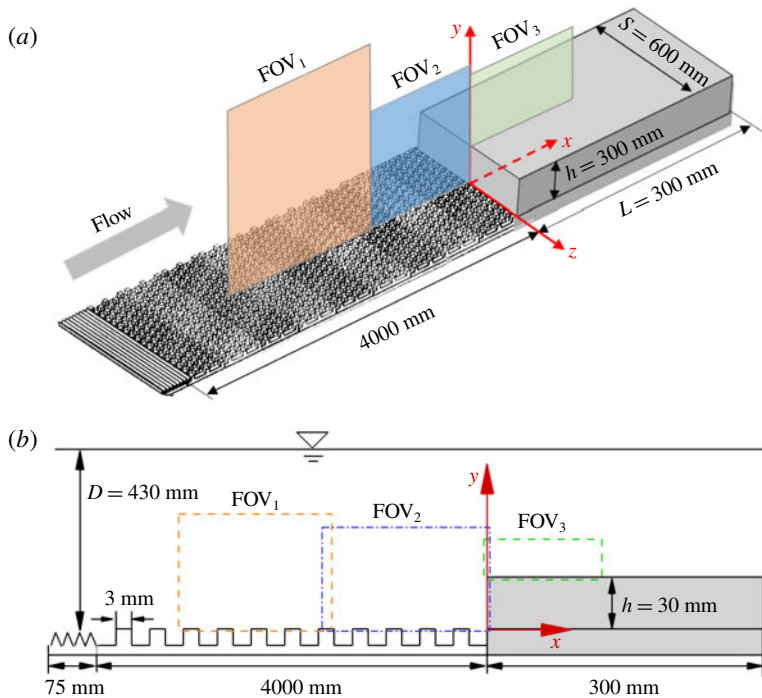 (a)
FOV₁
FOV₂
y
FOV₃
S = 600 mm
x
h = 300 mm
L = 300 mm
Flow
z
4000 mm
(b)
D = 430 mm
FOV₁
FOV₂
y
FOV₃
3 mm
h = 30 mm
x
75 mm
4000 mm
300 mm